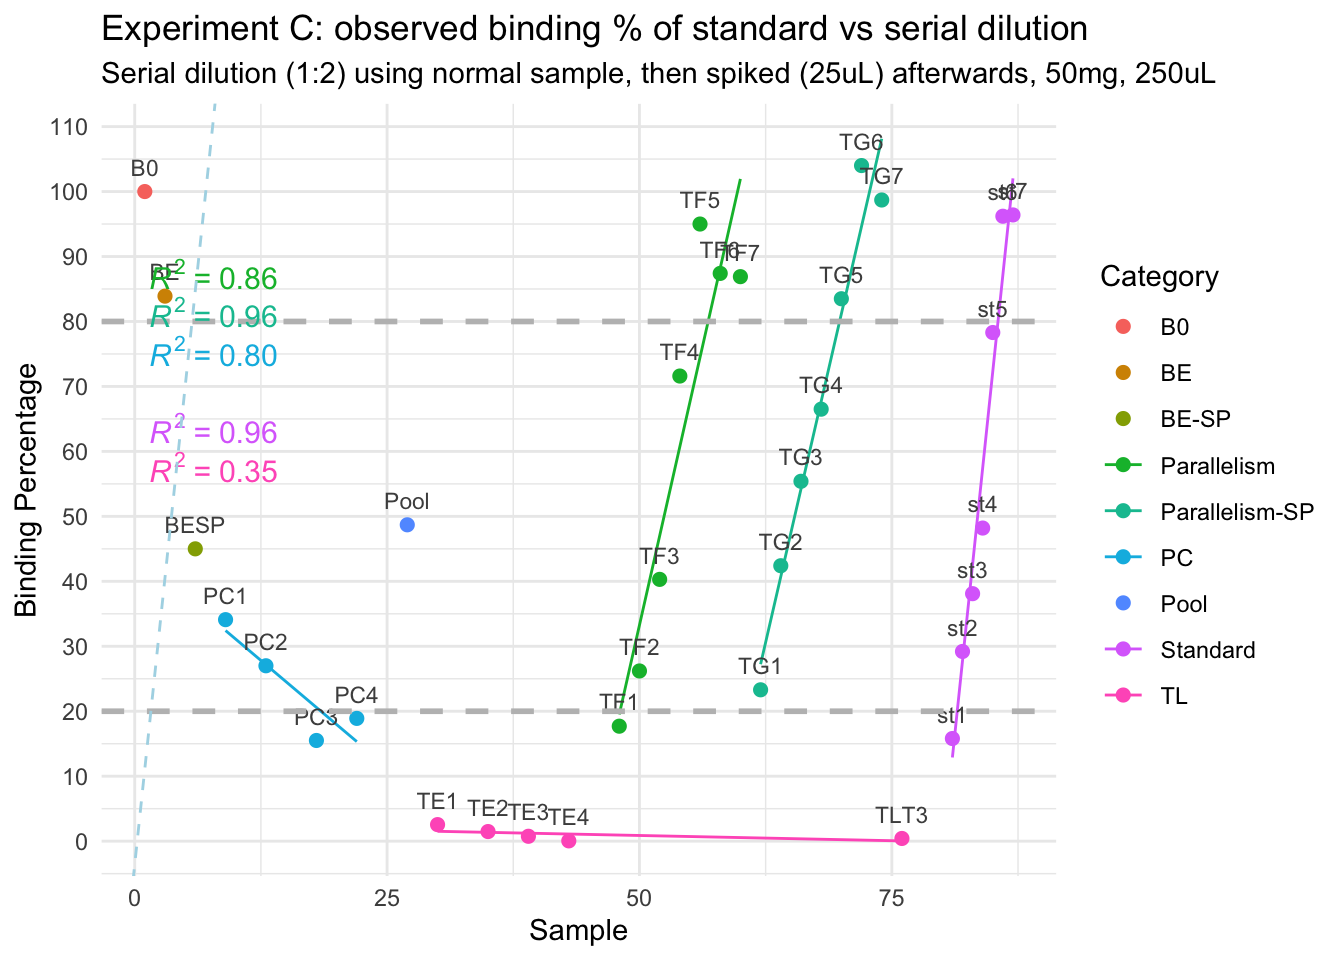 Experiment C: observed binding % of standard vs serial dilution
Serial dilution (1:2) using normal sample, then spiked (25uL) afterwards, 50mg, 250uL
Binding Percentage
110
100
90
80
70
60
50
40
30
20
10
0
B0
BE
R² = 0.86
R² = 0.96
R² = 0.80
R² = 0.96
R² = 0.35
BESP
Pool
PC1
PC2
PC3
PC4
TE1
TE2
TE3
TE4
TLT3
TF1
TF2
TF3
TF4
TF5
TF6
TF7
TG1
TG2
TG3
TG4
TG5
TG6
TG7
st1
st2
st3
st4
st5
st6
st7
0
25
50
75
Sample
Category
B0
BE
BE-SP
Parallelism
Parallelism-SP
PC
Pool
Standard
TL